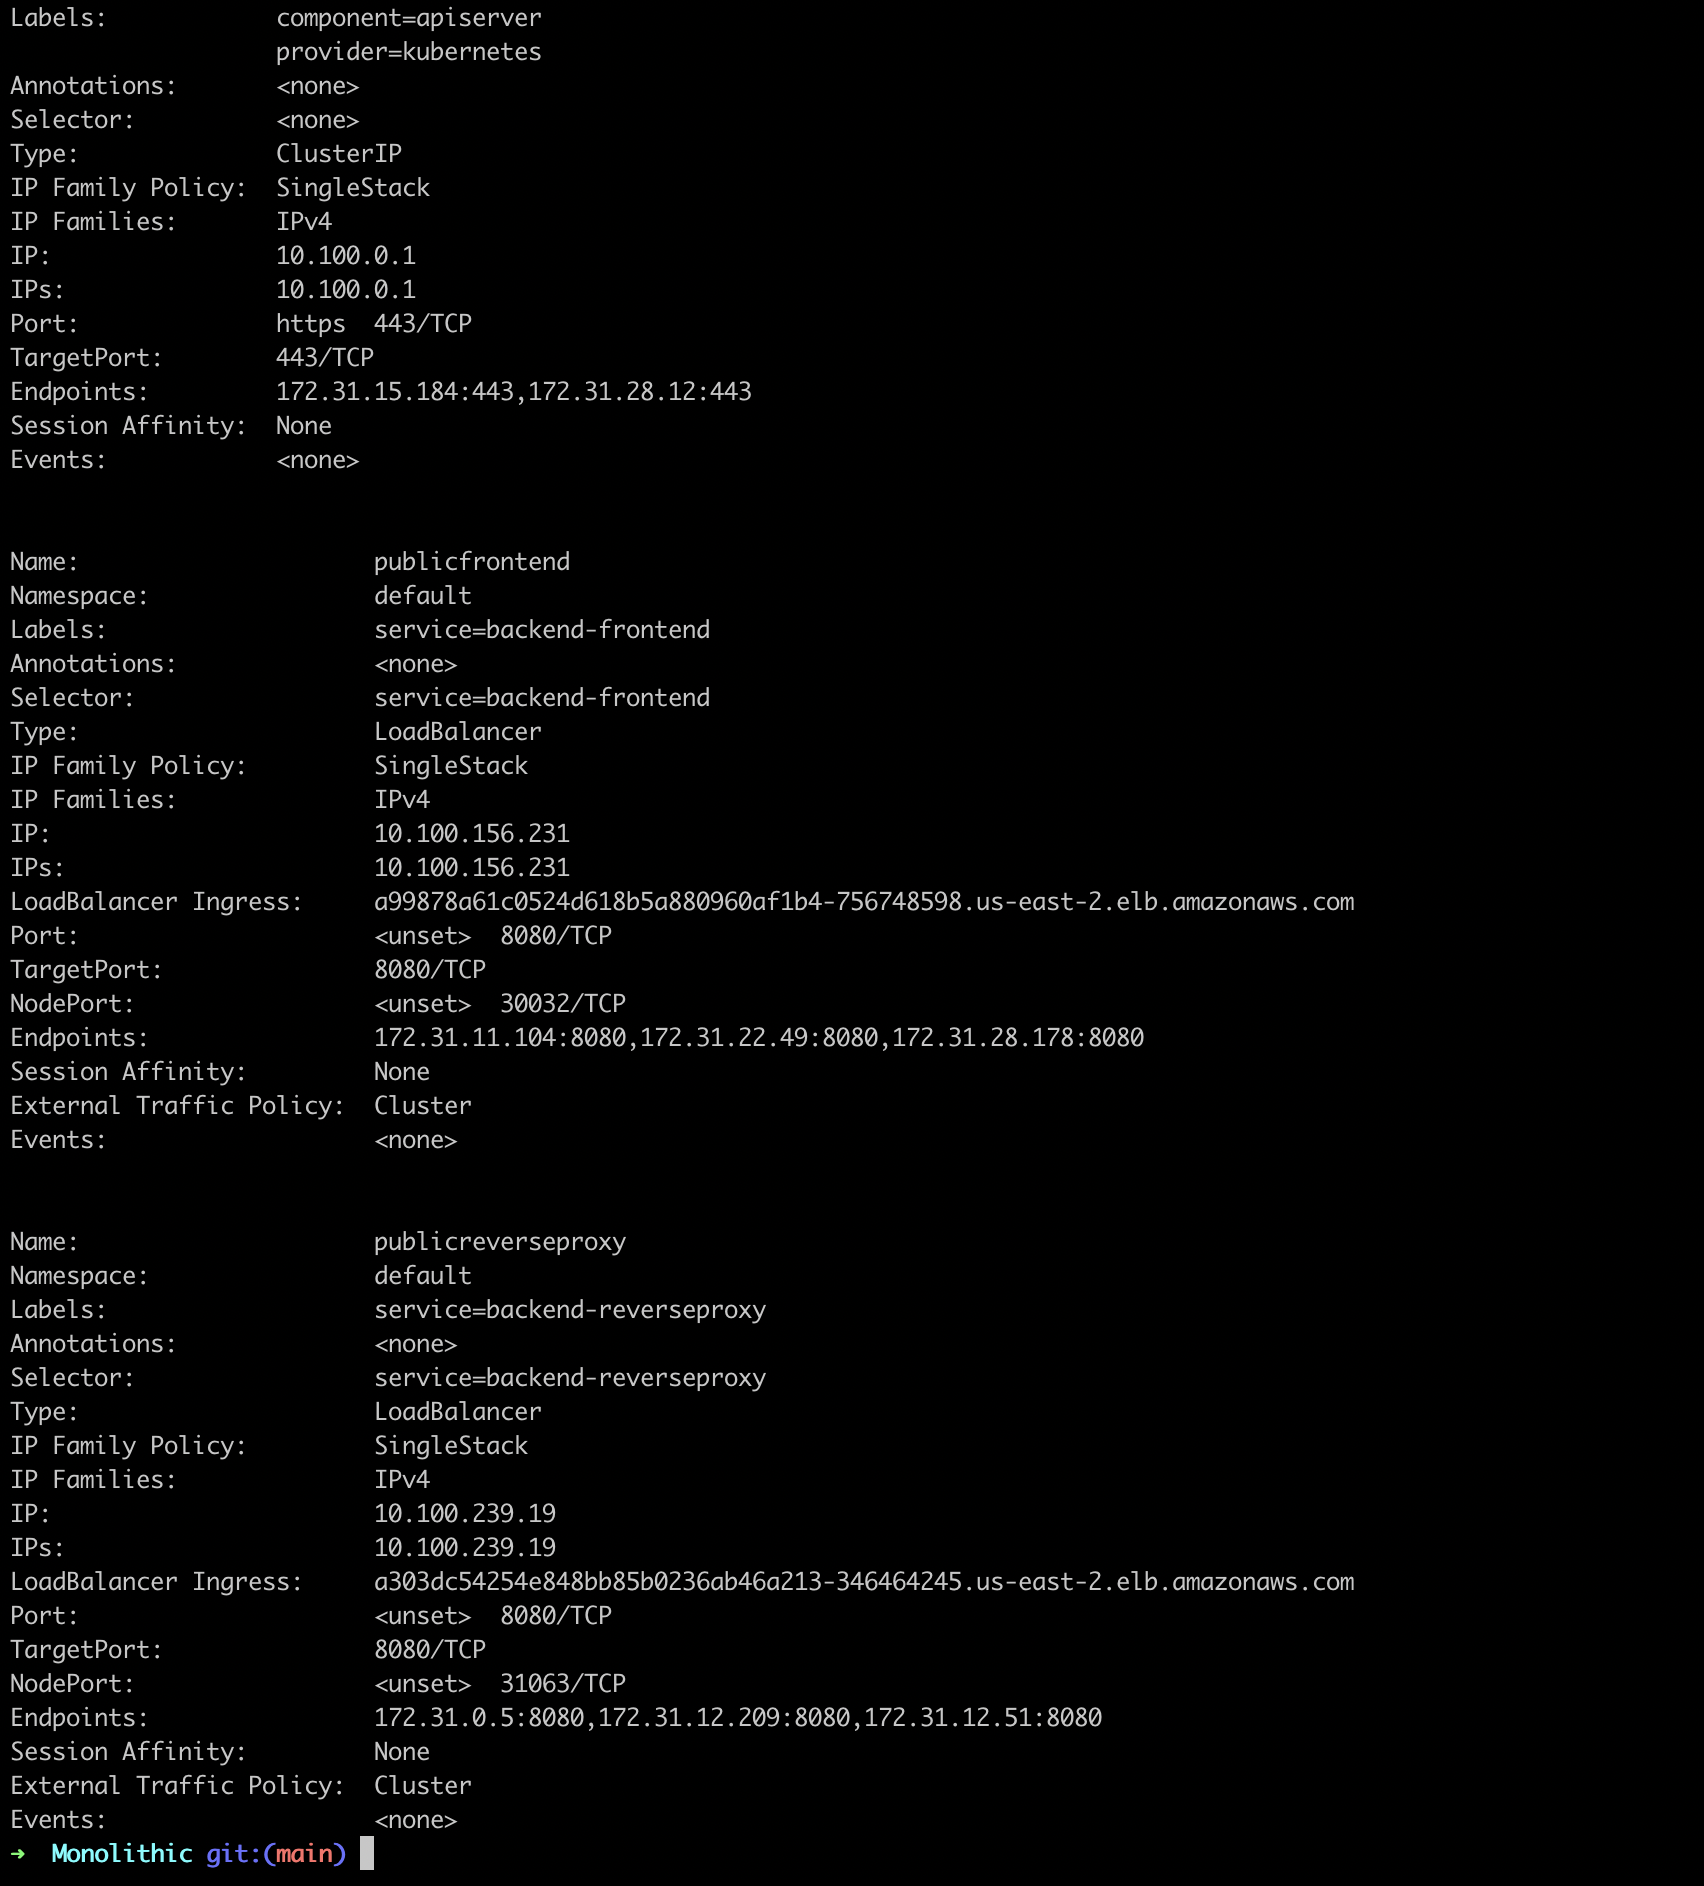 Labels:            component=apiserver
                   provider=kubernetes
Annotations:       <none>
Selector:          <none>
Type:              ClusterIP
IP Family Policy:  SingleStack
IP Families:       IPv4
IP:                10.100.0.1
IPs:               10.100.0.1
Port:              https  443/TCP
TargetPort:        443/TCP
Endpoints:         172.31.15.184:443,172.31.28.12:443
Session Affinity:  None
Events:            <none>
Name:                     publicfrontend
Namespace:                default
Labels:                   service=backend-frontend
Annotations:              <none>
Selector:                 service=backend-frontend
Type:                     LoadBalancer
IP Family Policy:         SingleStack
IP Families:              IPv4
IP:                       10.100.156.231
IPs:                      10.100.156.231
LoadBalancer Ingress:     a99878a61c0524d618b5a880960af1b4-756748598.us-east-2.elb.amazonaws.com
Port:                     <unset>  8080/TCP
TargetPort:               8080/TCP
NodePort:                 <unset>  30032/TCP
Endpoints:                172.31.11.104:8080,172.31.22.49:8080,172.31.28.178:8080
Session Affinity:         None
External Traffic Policy:  Cluster
Events:                   <none>
Name:                     publicreverseproxy
Namespace:                default
Labels:                   service=backend-reverseproxy
Annotations:              <none>
Selector:                 service=backend-reverseproxy
Type:                     LoadBalancer
IP Family Policy:         SingleStack
IP Families:              IPv4
IP:                       10.100.239.19
IPs:                      10.100.239.19
LoadBalancer Ingress:     a303dc54254e848bb85b0236ab46a213-346464245.us-east-2.elb.amazonaws.com
Port:                     <unset>  8080/TCP
TargetPort:               8080/TCP
NodePort:                 <unset>  31063/TCP
Endpoints:                172.31.0.5:8080,172.31.12.209:8080,172.31.12.51:8080
Session Affinity:         None
External Traffic Policy:  Cluster
Events:                   <none>
➜  Monolithic git:(main)